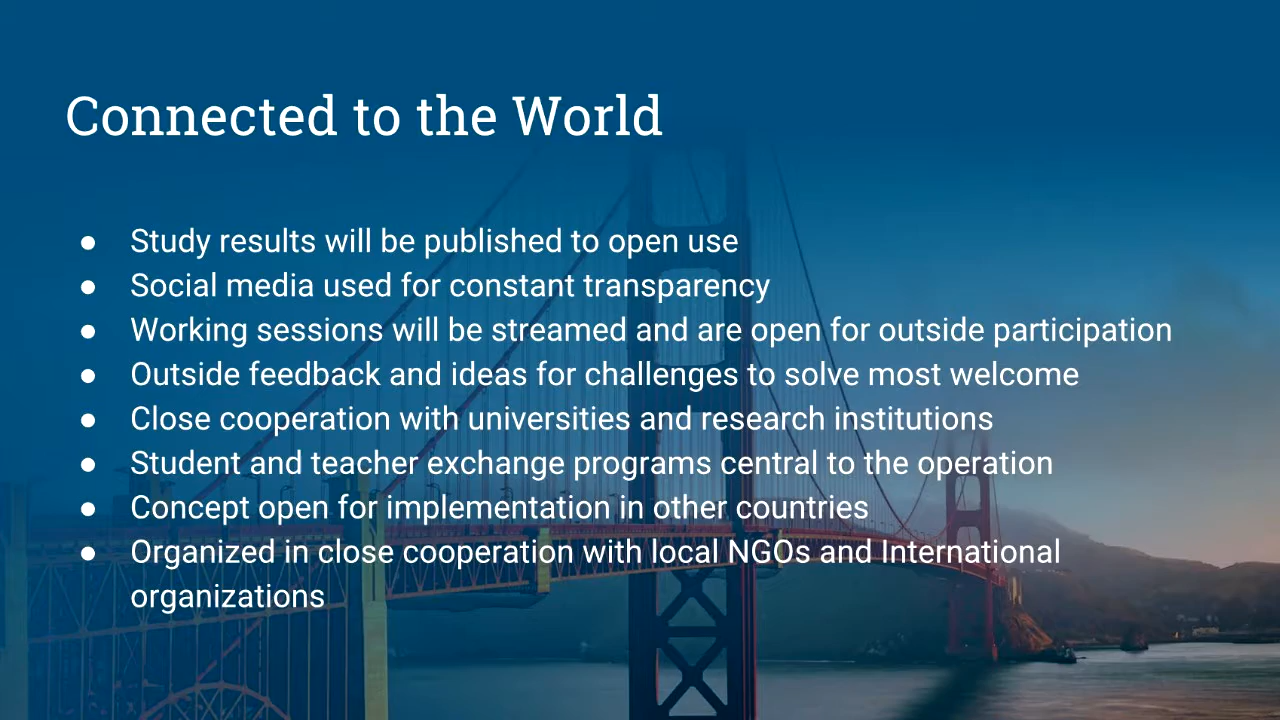 Connected to the World
● Study results will be published to open use
● Social media used for constant transparency
● Working sessions will be streamed and are open for outside participation
● Outside feedback and ideas for challenges to solve most welcome
● Close cooperation with universities and research institutions
● Student and teacher exchange programs central to the operation
● Concept open for implementation in other countries
● Organized in close cooperation with local NGOs and International
organizations